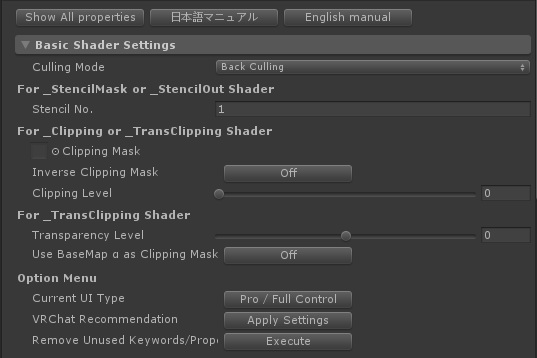 Show All properties
日本語マニュアル
English manual
Basic Shader Settings
Culling Mode
Back Culling
For _StencilMask or _StencilOut Shader
Stencil No.
1
For _Clipping or _TransClipping Shader
Clipping Mask
Inverse Clipping Mask
Off
Clipping Level
0
For _TransClipping Shader
Transparency Level
0
Use BaseMap α as Clipping Mask
Off
Option Menu
Current UI Type
Pro / Full Control
VRChat Recommendation
Apply Settings
Remove Unused Keywords/Prope
Execute